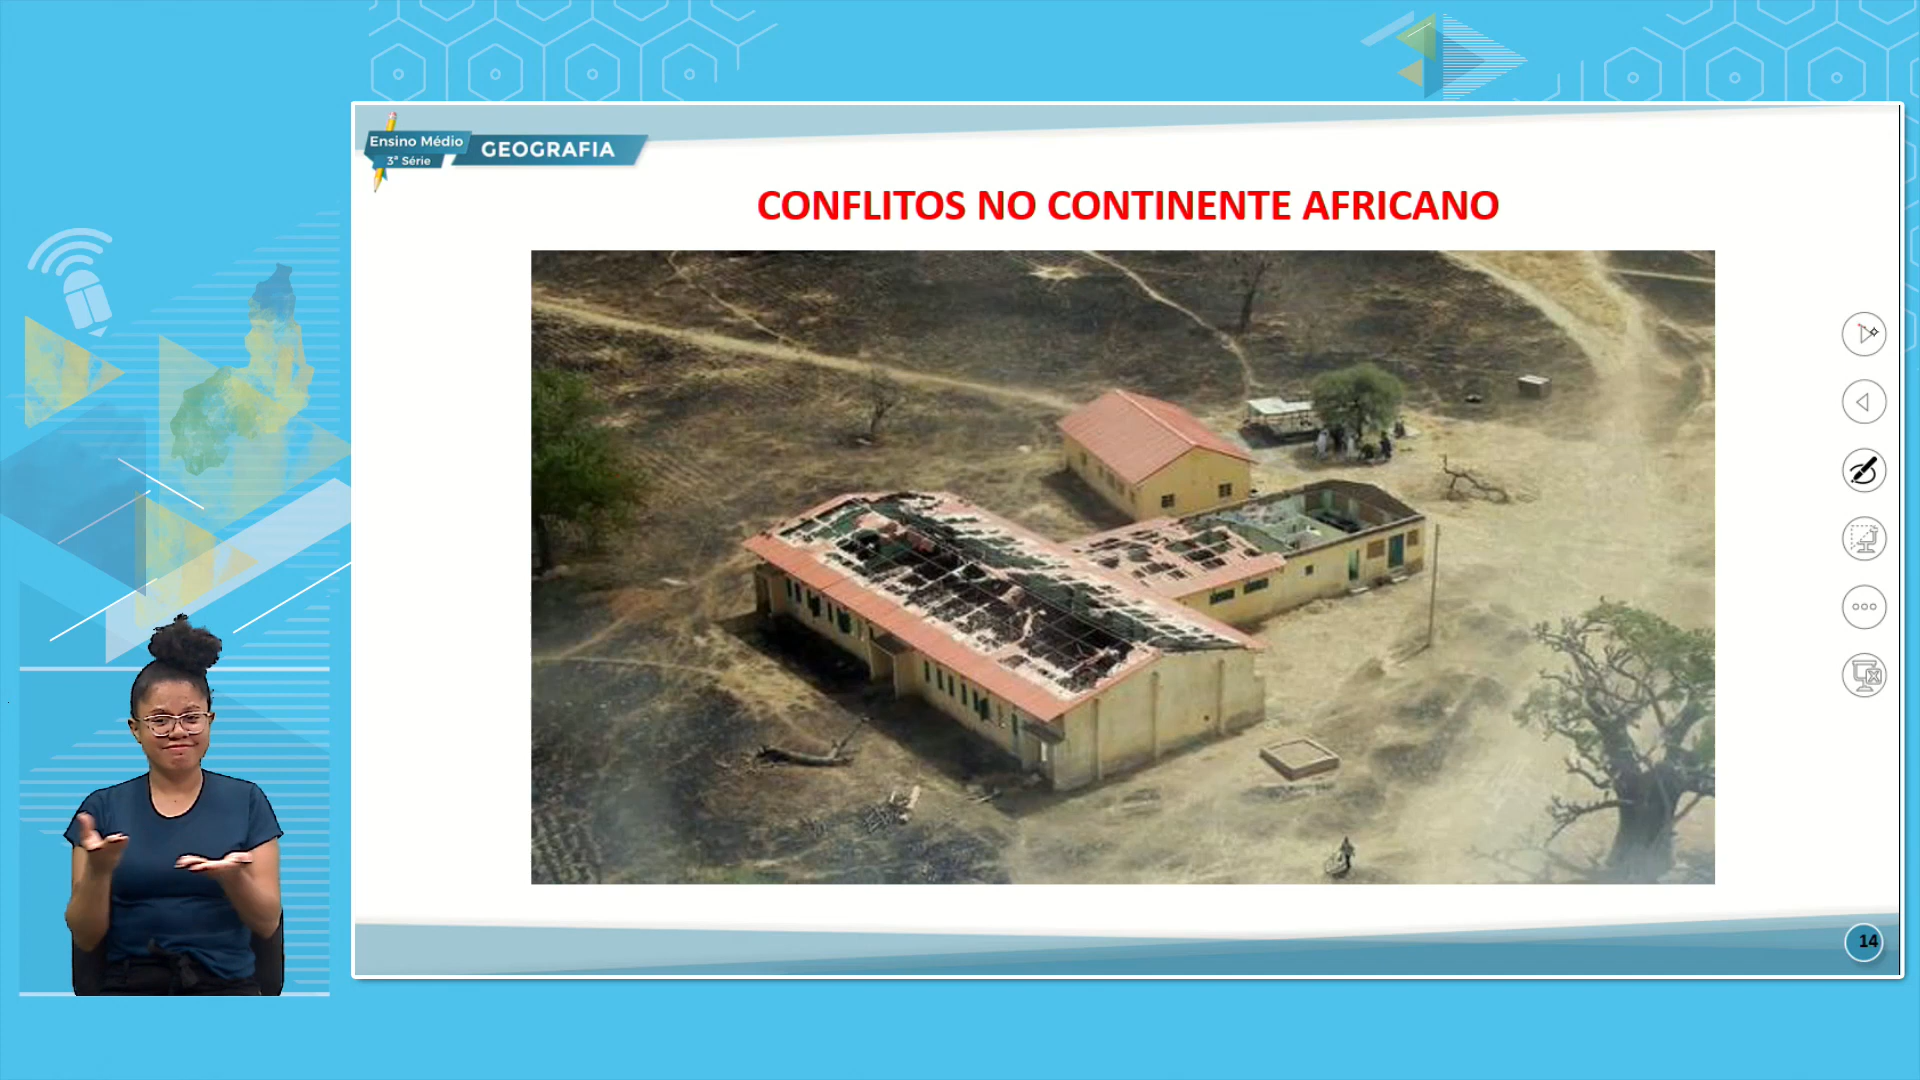 Ensino Médio
3ª Série
GEOGRAFIA
CONFLITOS NO CONTINENTE AFRICANO
14